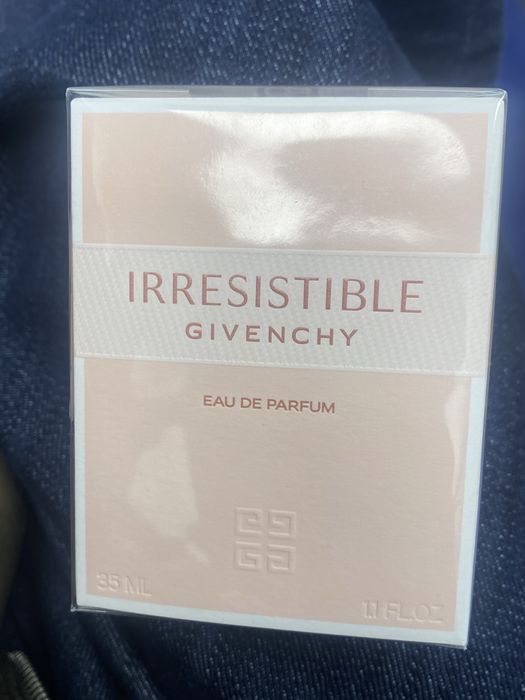 IRRESISTIBLE
GIVENCHY
EAU DE PARFUM
35 ML
1.1 FL.OZ